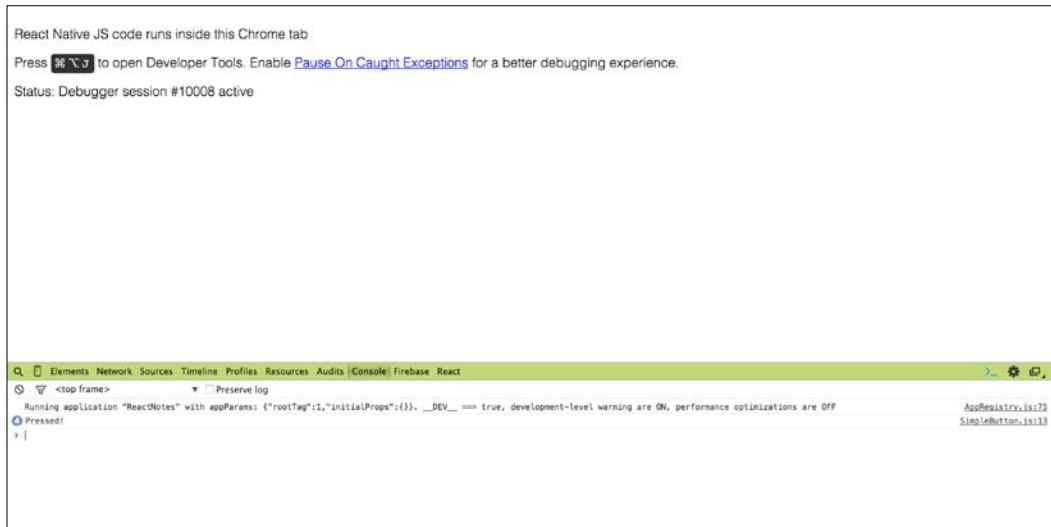 React Native JS code runs inside this Chrome tab
Press ⌘⌥J to open Developer Tools. Enable Pause On Caught Exceptions for a better debugging experience.
Status: Debugger session #10008 active
Elements Network Sources Timeline Profiles Resources Audits Console Firebase React
<top frame> ▼ Preserve log
Running application "ReactNotes" with appParams: {"rootTag":1,"initialProps":{}}. __DEV__ === true, development-level warning are ON, performance optimizations are OFF AppRegistry.js:75
Pressed! SimpleButton.js:13
>